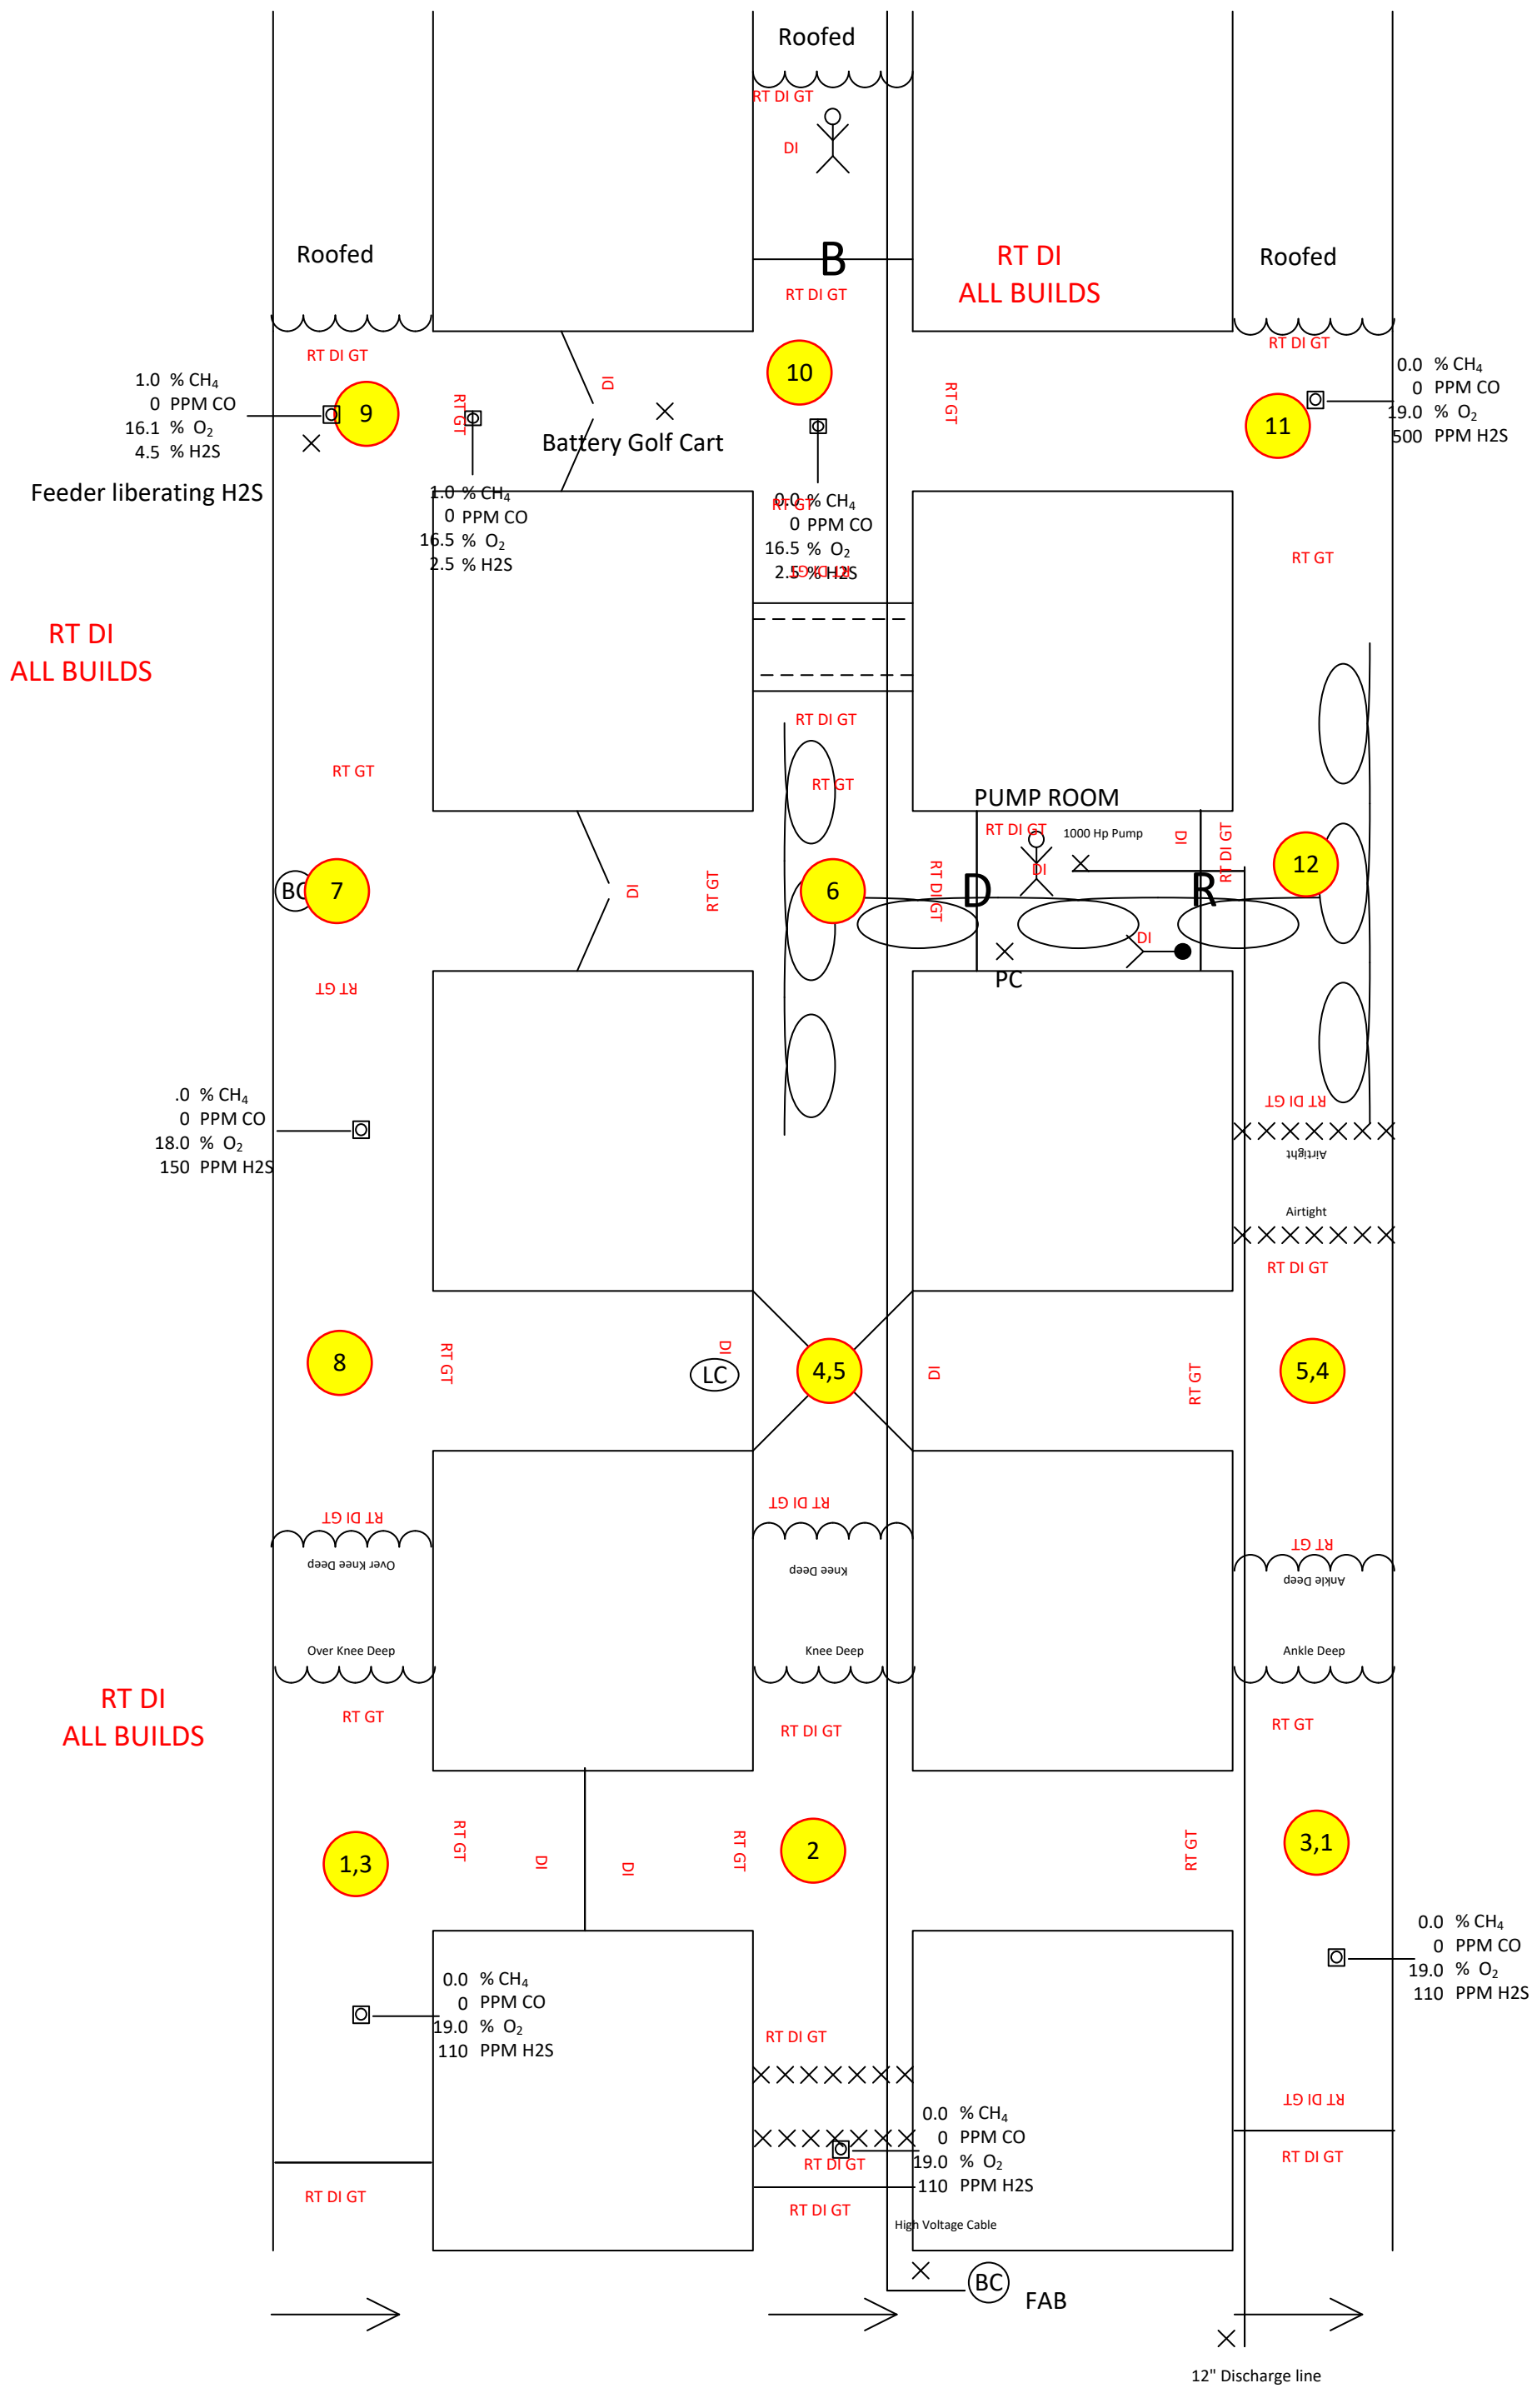 Roofed
RT DI GT
DI
Roofed
B
RT DI
ALL BUILDS
Roofed
RT DI GT
RT DI GT
RT DI GT
1.0 % CH₄
0 PPM CO
16.1 % O₂
4.5 % H2S
9
RT GT
DI
Battery Golf Cart
10
RT GT
11
0.0 % CH₄
0 PPM CO
19.0 % O₂
500 PPM H2S
Feeder liberating H2S
1.0 % CH₄
0 PPM CO
16.5 % O₂
2.5 % H2S
RT GT
0.0 % CH₄
0 PPM CO
16.5 % O₂
2.5 % H2S
RT DI GT
RT GT
RT DI
ALL BUILDS
RT DI GT
RT GT
RT GT
PUMP ROOM
RT DI GT
1000 Hp Pump
DI
RT DI GT
12
BC
7
DI
RT GT
6
RT DI GT
D
DI
R
DI
PC
RT GT
.0 % CH₄
0 PPM CO
18.0 % O₂
150 PPM H2S
RT DI GT
Airtight
Airtight
RT DI GT
8
RT GT
DI
LC
4,5
DI
RT GT
5,4
RT DI GT
Over Knee Deep
RT DI GT
Knee Deep
RT GT
Ankle Deep
Over Knee Deep
Knee Deep
Ankle Deep
RT DI
ALL BUILDS
RT GT
RT DI GT
RT GT
1,3
RT GT
DI
DI
RT GT
2
RT GT
3,1
0.0 % CH₄
0 PPM CO
19.0 % O₂
110 PPM H2S
0.0 % CH₄
0 PPM CO
19.0 % O₂
110 PPM H2S
RT DI GT
RT DI GT
0.0 % CH₄
0 PPM CO
19.0 % O₂
110 PPM H2S
RT DI GT
RT DI GT
RT DI GT
RT DI GT
High Voltage Cable
BC
FAB
12" Discharge line